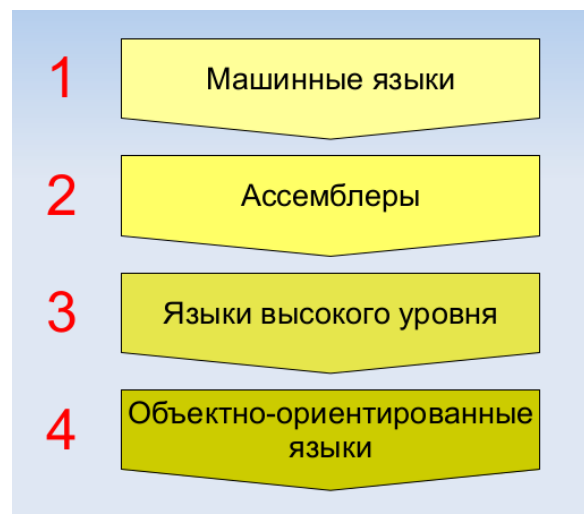 1 Машинные языки
2 Ассемблеры
3 Языки высокого уровня
4 Объектно-ориентированные
языки